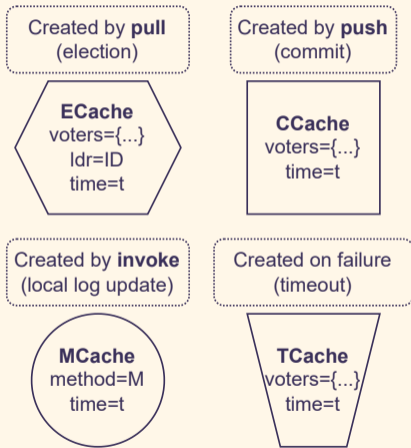 Created by pull
(election)
Created by push
(commit)
ECache
voters={...}
ldr=ID
time=t
CCache
voters={...}
time=t
Created by invoke
(local log update)
Created on failure
(timeout)
MCache
method=M
time=t
TCache
voters={...}
time=t